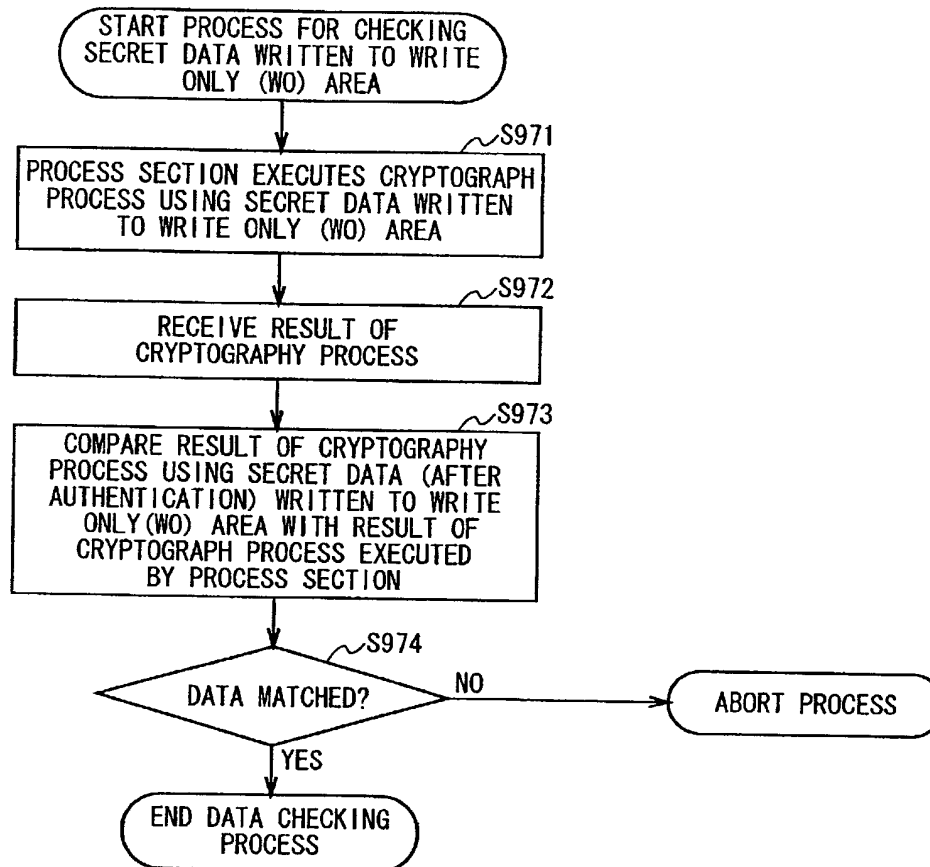 START PROCESS FOR CHECKING
SECRET DATA WRITTEN TO WRITE
ONLY (WO) AREA
S971
PROCESS SECTION EXECUTES CRYPTOGRAPH
PROCESS USING SECRET DATA WRITTEN
TO WRITE ONLY (WO) AREA
S972
RECEIVE RESULT OF
CRYPTOGRAPHY PROCESS
S973
COMPARE RESULT OF CRYPTOGRAPHY
PROCESS USING SECRET DATA (AFTER
AUTHENTICATION) WRITTEN TO WRITE
ONLY(WO) AREA WITH RESULT OF
CRYPTOGRAPH PROCESS EXECUTED
BY PROCESS SECTION
S974
DATA MATCHED?
NO
ABORT PROCESS
YES
END DATA CHECKING
PROCESS